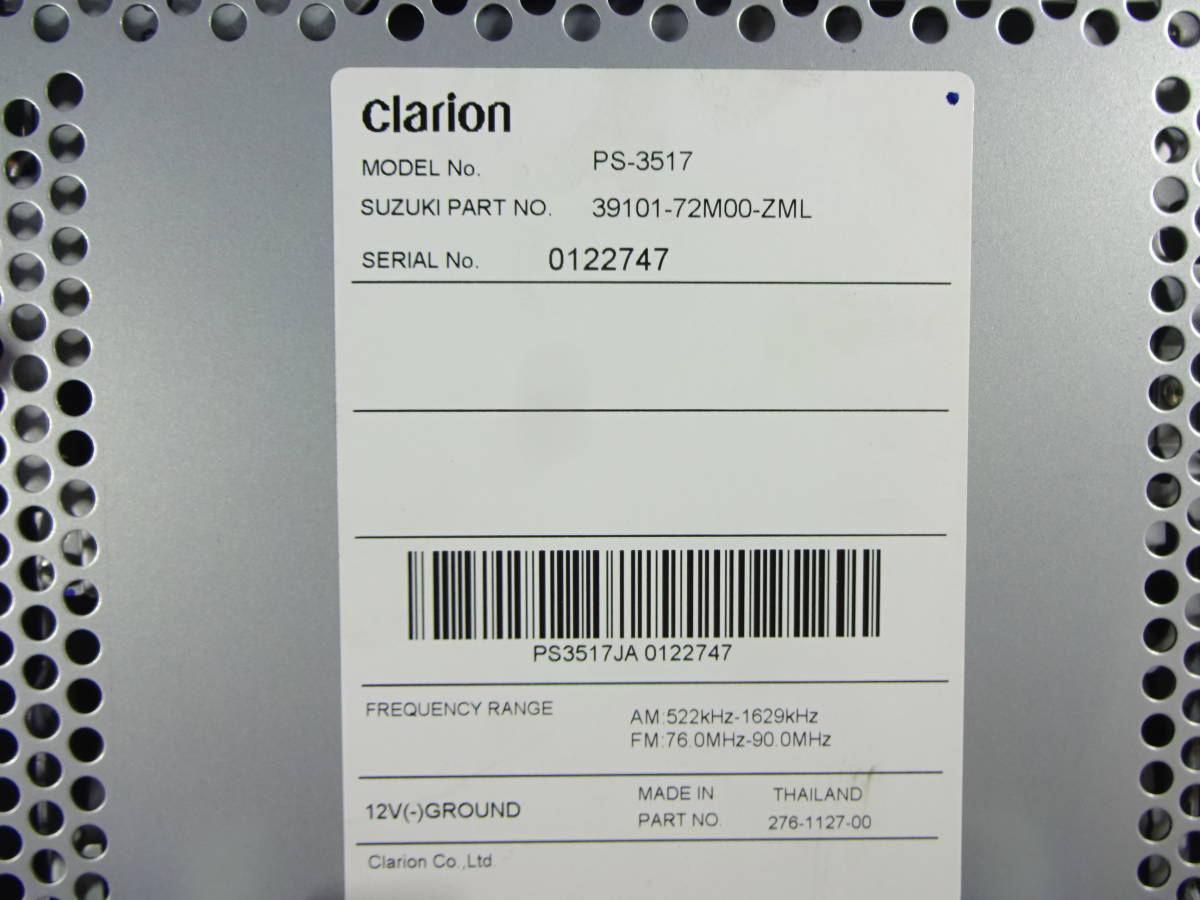 clarion
MODEL No. PS-3517
SUZUKI PART NO. 39101-72M00-ZML
SERIAL No. 0122747
PS3517JA 0122747
FREQUENCY RANGE AM:522kHz-1629kHz
FM:76.0MHz-90.0MHz
12V(-)GROUND MADE IN THAILAND
PART NO. 276-1127-00
Clarion Co.,Ltd.